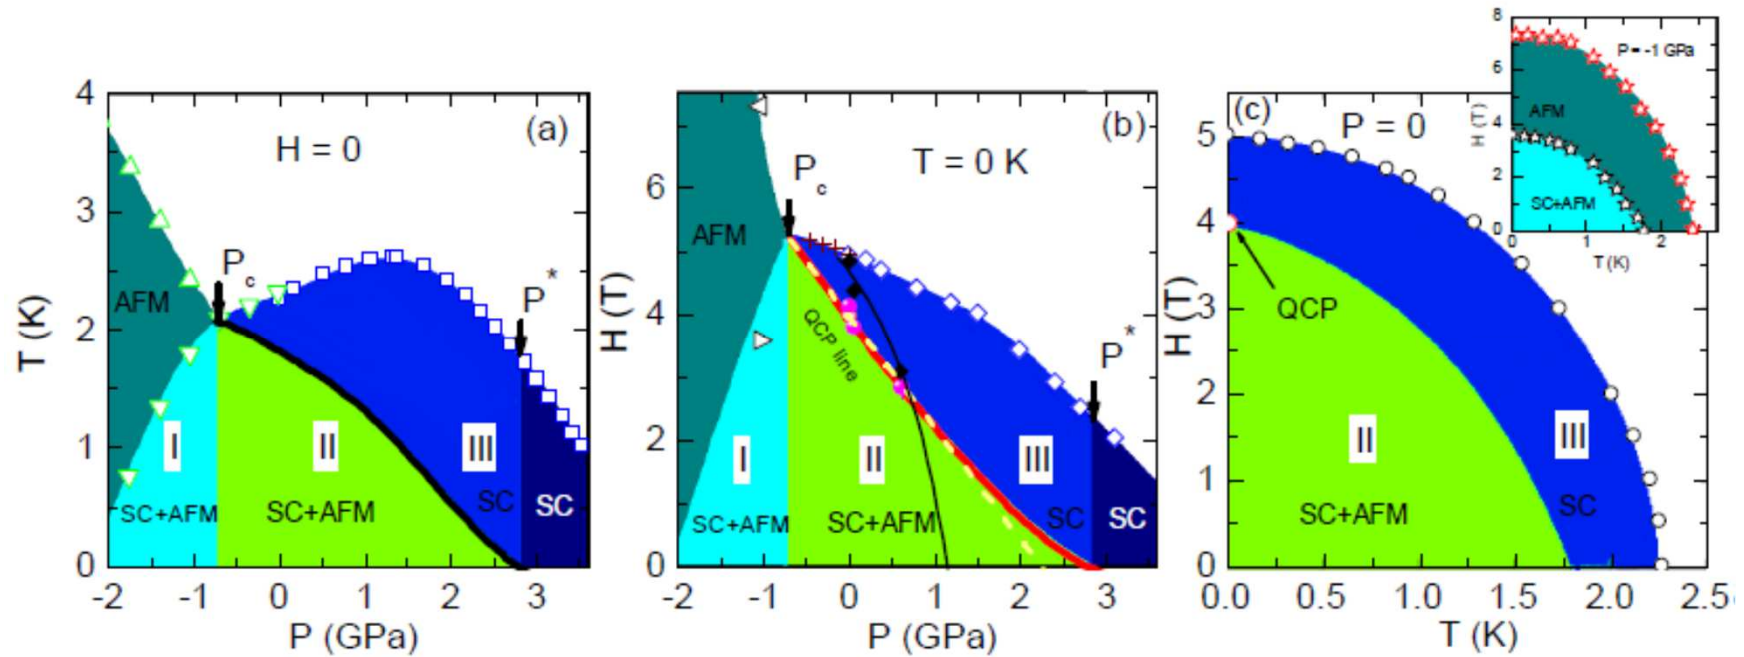 (a)
H = 0
4
3
2
1
0
T (K)
AFM
P_c
P*
I
II
III
SC+AFM
SC+AFM
SC
SC
-2 -1 0 1 2 3
P (GPa)
(b)
T = 0 K
6
4
2
0
H (T)
AFM
P_c
QCP line
P*
I
II
III
SC+AFM
SC+AFM
SC
SC
-2 -1 0 1 2 3
P (GPa)
(c)
P = 0
5
4
3
2
1
0
H (T)
QCP
II
III
SC+AFM
SC
0.0 0.5 1.0 1.5 2.0 2.5
T (K)
8
6
4
2
0
H (T)
P = -1 GPa
AFM
SC+AFM
0 1 2
T (K)